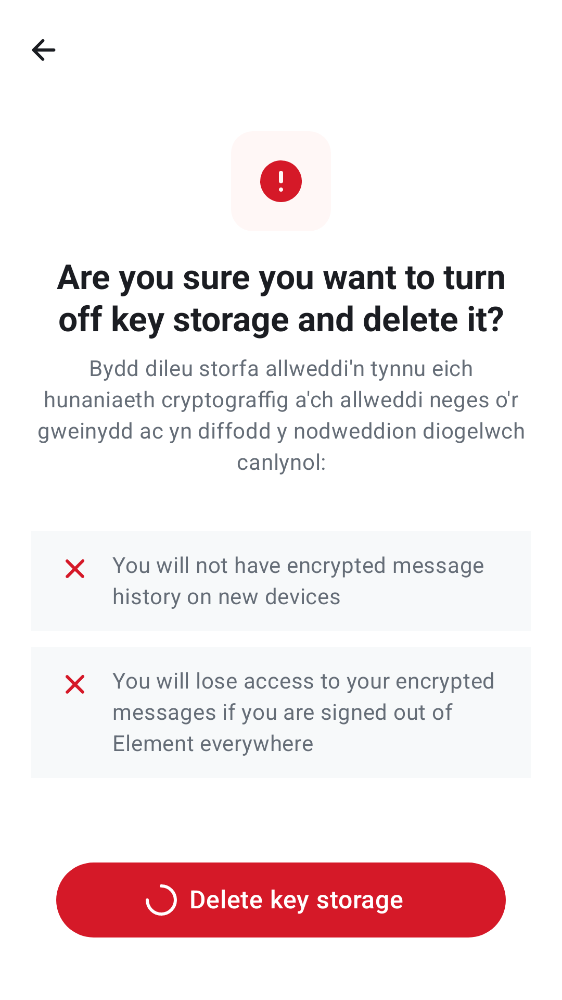 Are you sure you want to turn
off key storage and delete it?
Bydd dileu storfa allweddi'n tynnu eich
hunaniaeth cryptograffig a'ch allweddi neges o'r
gweinydd ac yn diffodd y nodweddion diogelwch
canlynol:
You will not have encrypted message
history on new devices
You will lose access to your encrypted
messages if you are signed out of
Element everywhere
Delete key storage